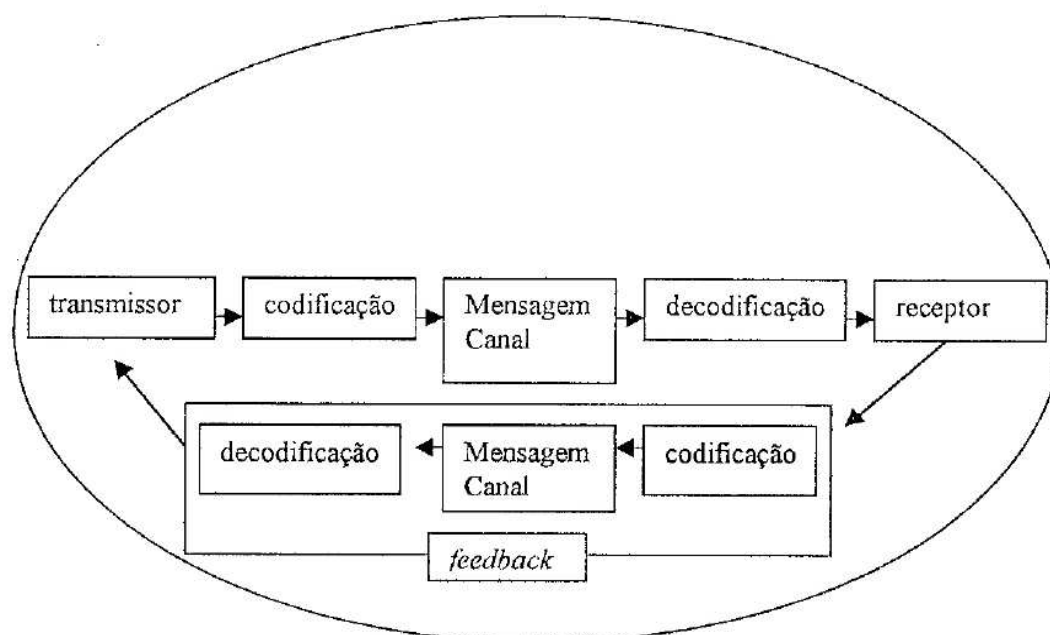 transmissor
codificação
Mensagem
Canal
decodificação
receptor
decodificação
Mensagem
Canal
codificação
feedback